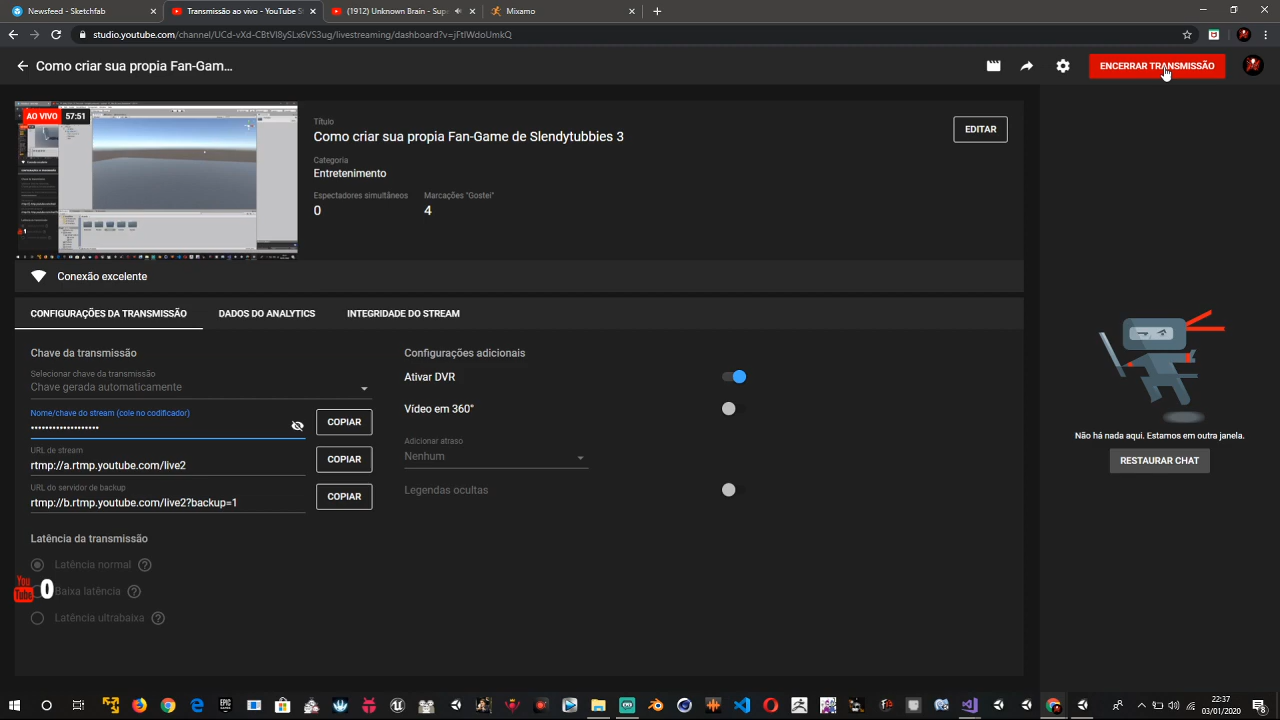 Newsfeed - Sketchfab
Transmissão ao vivo - YouTube S
(1912) Unknown Brain - Sup
Mixamo
studio.youtube.com/channel/UCd-vXd-CBtVI8ySLx6VS3ug/livestreaming/dashboard?v=jFtIWdoUmkQ
Como criar sua propia Fan-Gam...
ENCERRAR TRANSMISSÃO
AO VIVO 57:51
Título
Como criar sua propia Fan-Game de Slendytubbies 3
EDITAR
Categoria
Entretenimento
Espectadores simultâneos
Marcações "Gostei"
0
4
Conexão excelente
CONFIGURAÇÕES DA TRANSMISSÃO
DADOS DO ANALYTICS
INTEGRIDADE DO STREAM
Chave da transmissão
Configurações adicionais
Selecionar chave da transmissão
Chave gerada automaticamente
Ativar DVR
Nome/chave do stream (cole no codificador)
••••••••••••••••••• COPIAR
Vídeo em 360°
URL de stream
rtmp://a.rtmp.youtube.com/live2 COPIAR
Adicionar atraso
Nenhum
URL do servidor de backup
rtmp://b.rtmp.youtube.com/live2?backup=1 COPIAR
Legendas ocultas
Latência da transmissão
Latência normal
Baixa latência
Latência ultrabaixa
You
Tube
0
Não há nada aqui. Estamos em outra janela.
RESTAURAR CHAT
EPIC
GAMES
22:37
03/01/2020